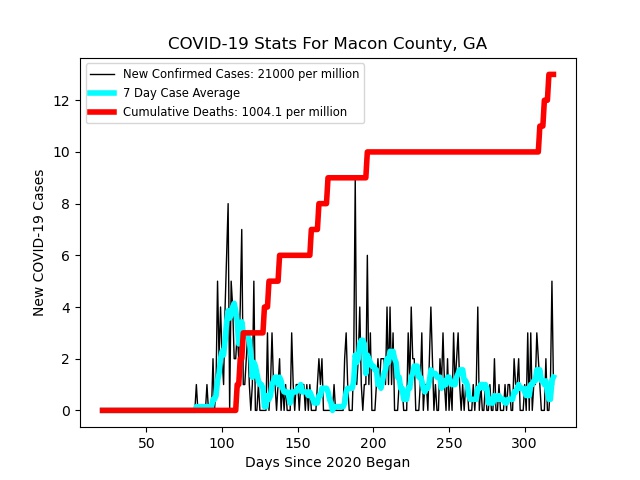 COVID-19 Stats For Macon County, GA
New Confirmed Cases: 21000 per million
7 Day Case Average
Cumulative Deaths: 1004.1 per million
New COVID-19 Cases
12
10
8
6
4
2
0
50
100
150
200
250
300
Days Since 2020 Began